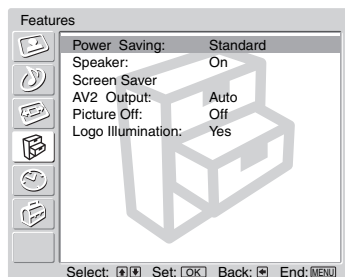 Features
Power Saving: Standard
Speaker: On
Screen Saver
AV2 Output: Auto
Picture Off: Off
Logo Illumination: Yes
Select: Set: OK Back: End: MENU